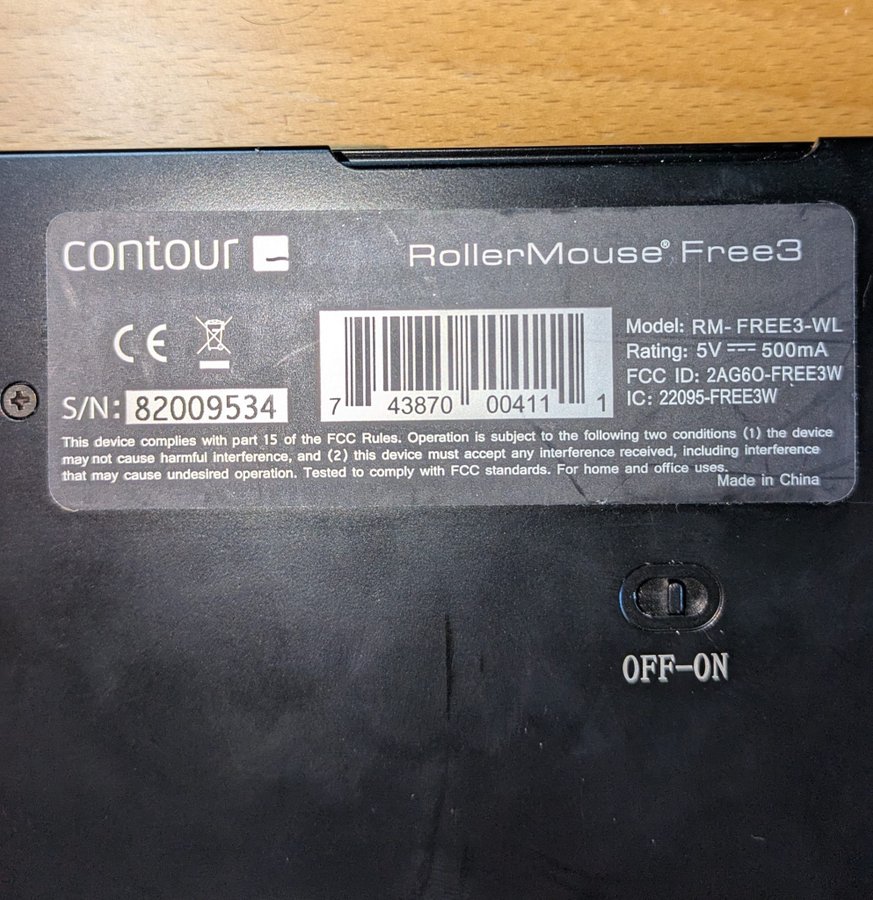 contour
RollerMouse® Free3
CE
Model: RM- FREE3-WL
Rating: 5V ⎓ 500mA
FCC ID: 2AG6O-FREE3W
IC: 22095-FREE3W
S/N: 82009534
7 43870 00411 1
This device complies with part 15 of the FCC Rules. Operation is subject to the following two conditions (1) the device
may not cause harmful interference, and (2) this device must accept any interference received, including interference
that may cause undesired operation. Tested to comply with FCC standards. For home and office uses.
Made in China
OFF-ON